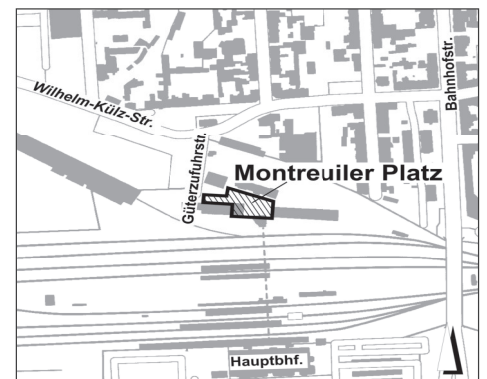 Bahnhofstr.
Wilhelm-Külz-Str.
Güterzufuhrstr.
Montreuiler Platz
Hauptbhf.